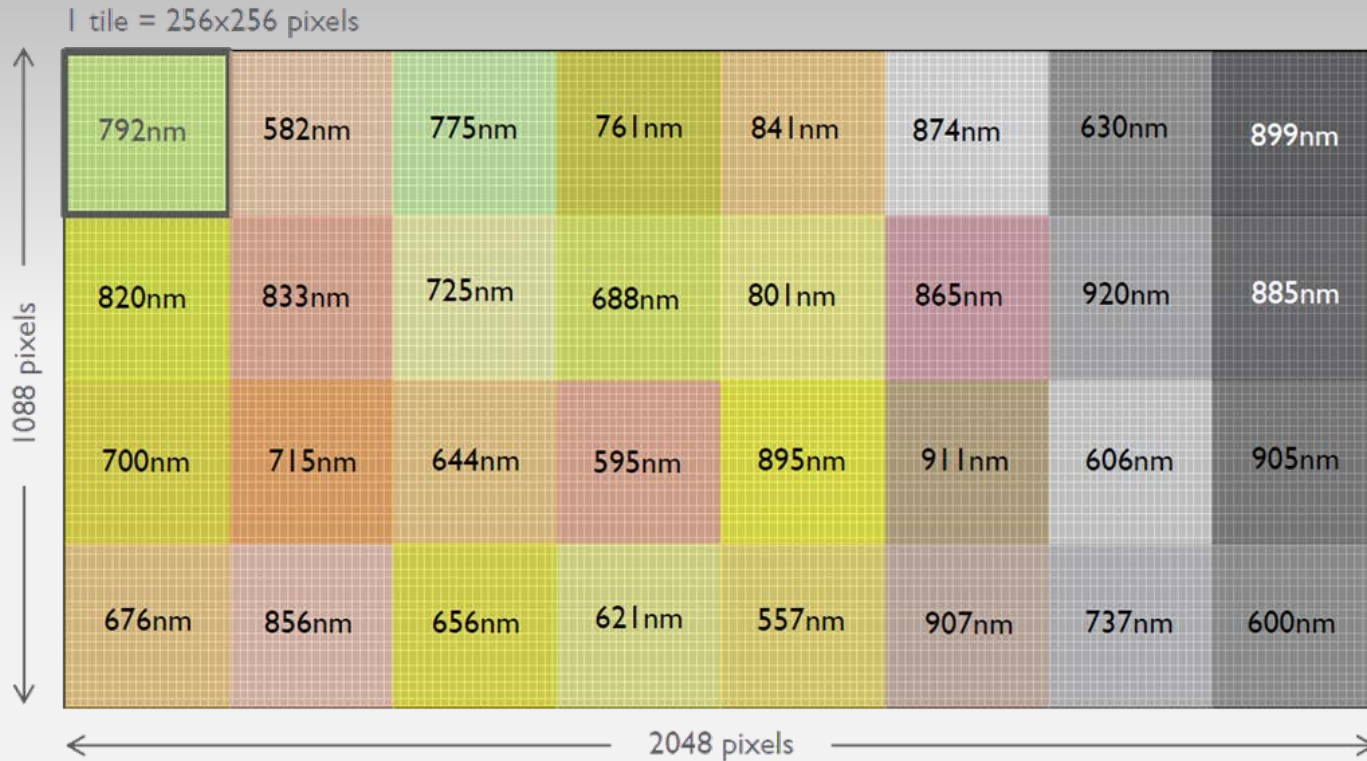 1 tile = 256x256 pixels
792nm 582nm 775nm 761nm 841nm 874nm 630nm 899nm
820nm 833nm 725nm 688nm 801nm 865nm 920nm 885nm
1088 pixels
700nm 715nm 644nm 595nm 895nm 911nm 606nm 905nm
676nm 856nm 656nm 621nm 557nm 907nm 737nm 600nm
2048 pixels